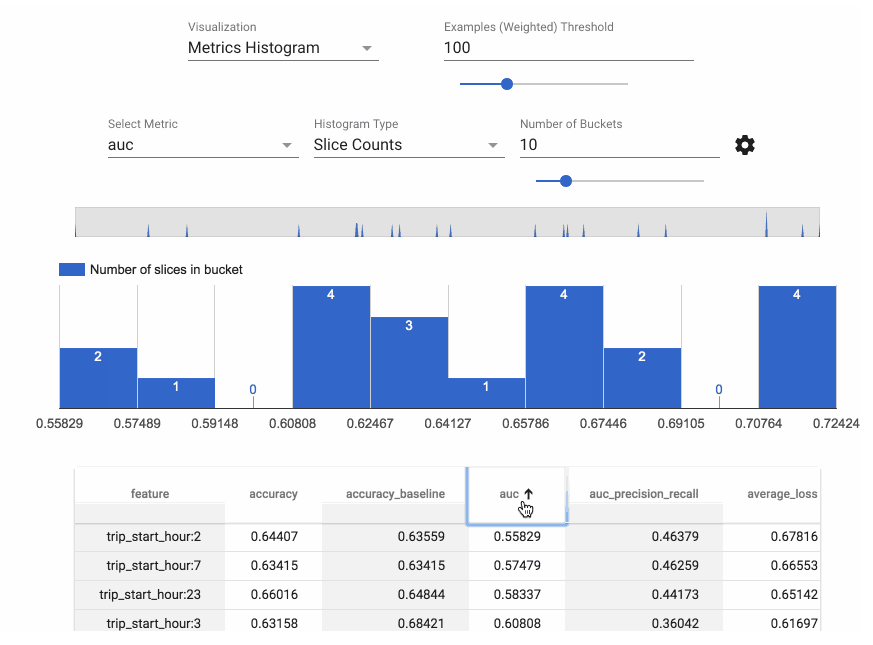 Visualization Examples (Weighted) Threshold
Metrics Histogram 100
Select Metric Histogram Type Number of Buckets
auc Slice Counts 10
Number of slices in bucket
2 1 0 4 3 1 4 2 0 4
0.55829 0.57489 0.59148 0.60808 0.62467 0.64127 0.65786 0.67446 0.69105 0.70764 0.72424
feature accuracy accuracy_baseline auc auc_precision_recall average_loss
trip_start_hour:2 0.64407 0.63559 0.55829 0.46379 0.67816
trip_start_hour:7 0.63415 0.63415 0.57479 0.46259 0.66553
trip_start_hour:23 0.66016 0.64844 0.58337 0.44173 0.65142
trip_start_hour:3 0.63158 0.68421 0.60808 0.36042 0.61697